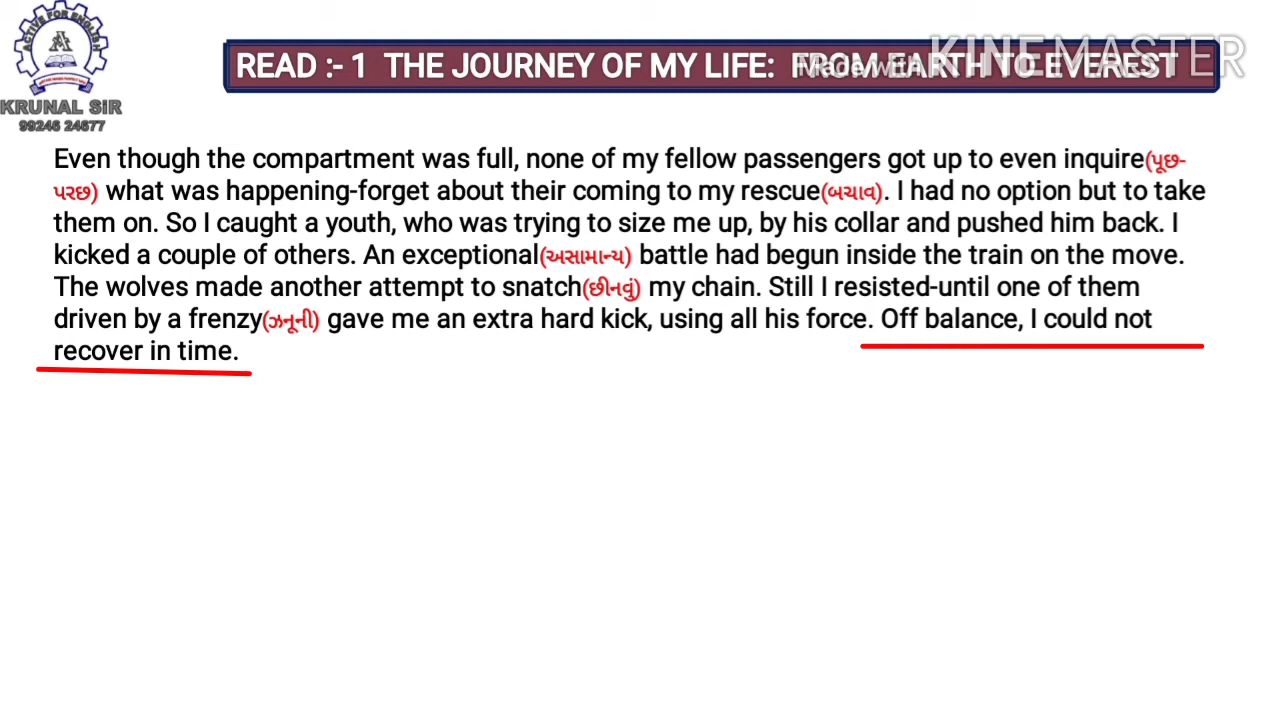 ACTIVE FOR ENGLISH
KRUNAL SIR
99246 24677
READ :- 1 THE JOURNEY OF MY LIFE: FROM EARTH TO EVEREST
Made with KINEMASTER
Even though the compartment was full, none of my fellow passengers got up to even inquire(પૂછ-
પરછ) what was happening-forget about their coming to my rescue(બચાવ). I had no option but to take
them on. So I caught a youth, who was trying to size me up, by his collar and pushed him back. I
kicked a couple of others. An exceptional(અસામાન્ય) battle had begun inside the train on the move.
The wolves made another attempt to snatch(છીનવું) my chain. Still I resisted-until one of them
driven by a frenzy(ઝનૂની) gave me an extra hard kick, using all his force. Off balance, I could not
recover in time.